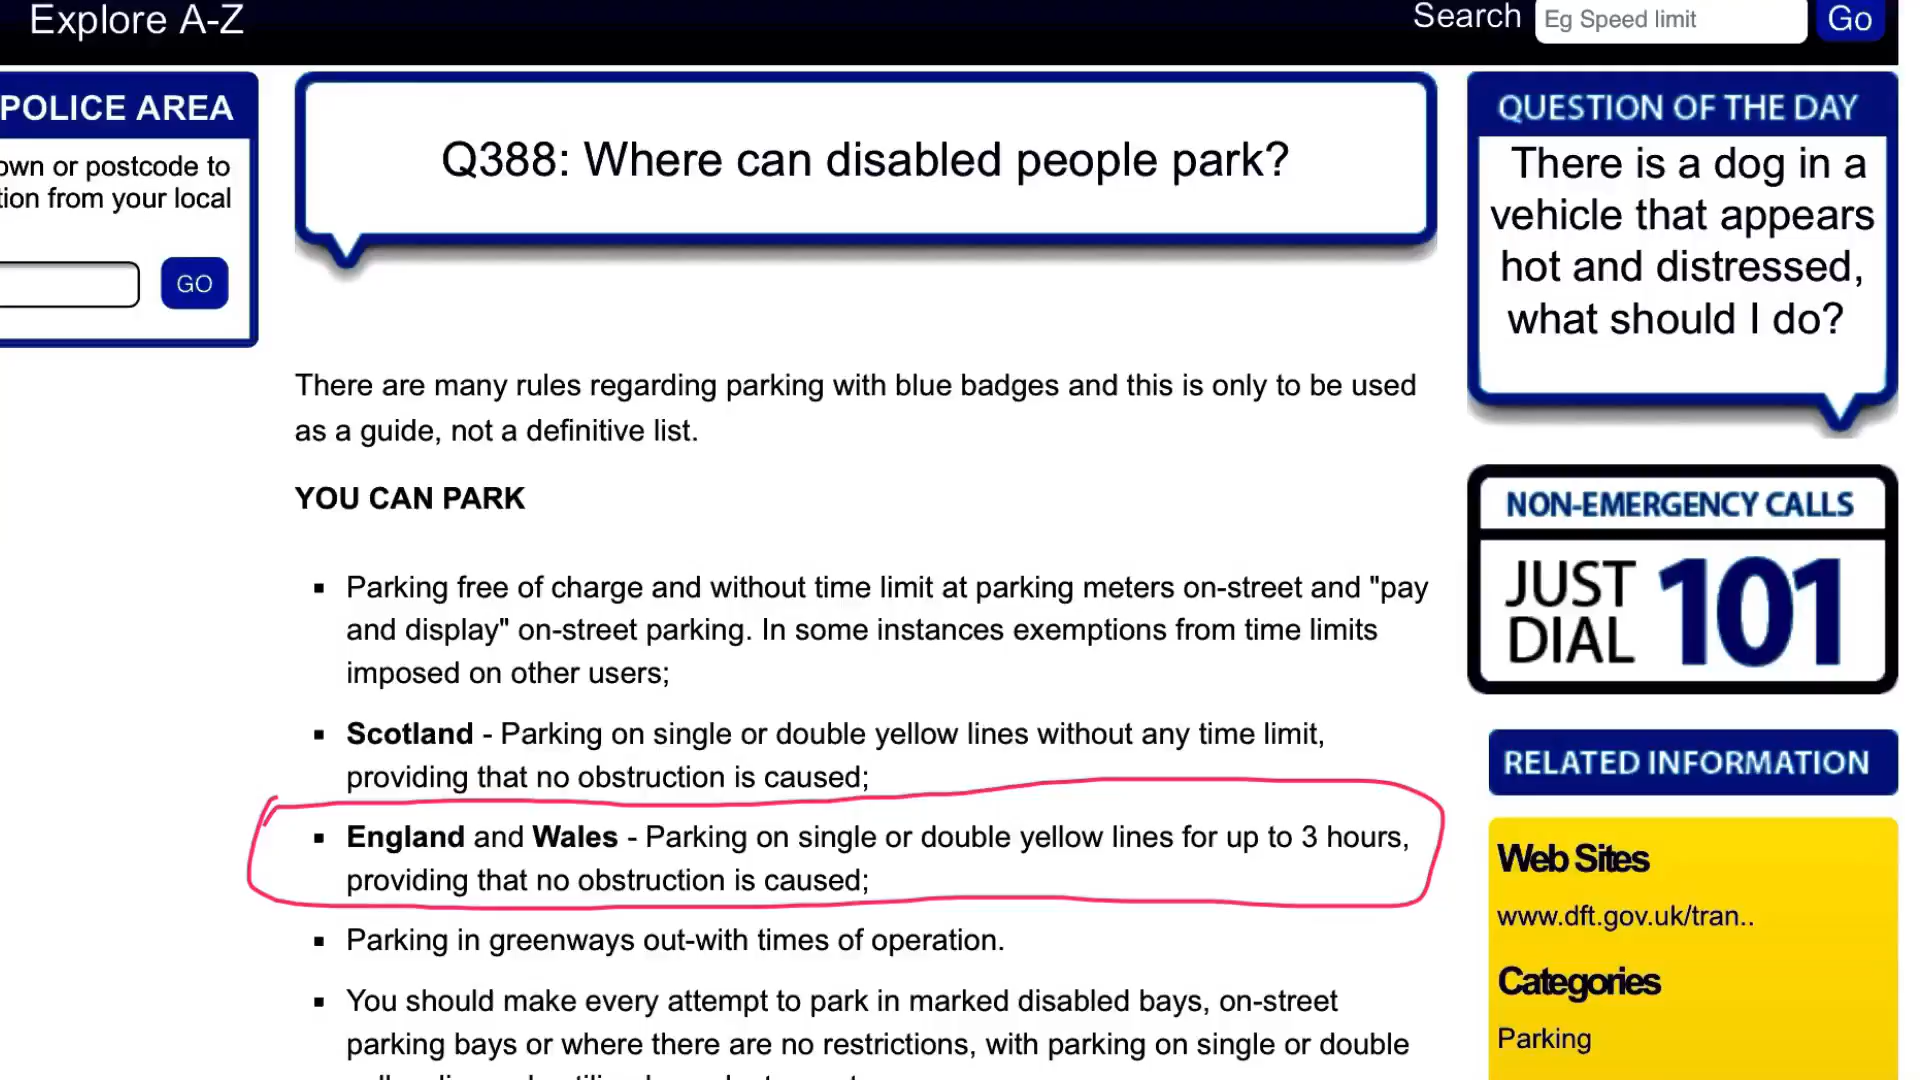 Explore A-Z
Search
Eg Speed limit
Go
POLICE AREA
own or postcode to
tion from your local
GO
Q388: Where can disabled people park?
There are many rules regarding parking with blue badges and this is only to be used
as a guide, not a definitive list.
YOU CAN PARK
▪ Parking free of charge and without time limit at parking meters on-street and "pay
and display" on-street parking. In some instances exemptions from time limits
imposed on other users;
▪ Scotland - Parking on single or double yellow lines without any time limit,
providing that no obstruction is caused;
▪ England and Wales - Parking on single or double yellow lines for up to 3 hours,
providing that no obstruction is caused;
▪ Parking in greenways out-with times of operation.
▪ You should make every attempt to park in marked disabled bays, on-street
parking bays or where there are no restrictions, with parking on single or double
QUESTION OF THE DAY
There is a dog in a
vehicle that appears
hot and distressed,
what should I do?
NON-EMERGENCY CALLS
JUST
DIAL 101
RELATED INFORMATION
Web Sites
www.dft.gov.uk/tran..
Categories
Parking